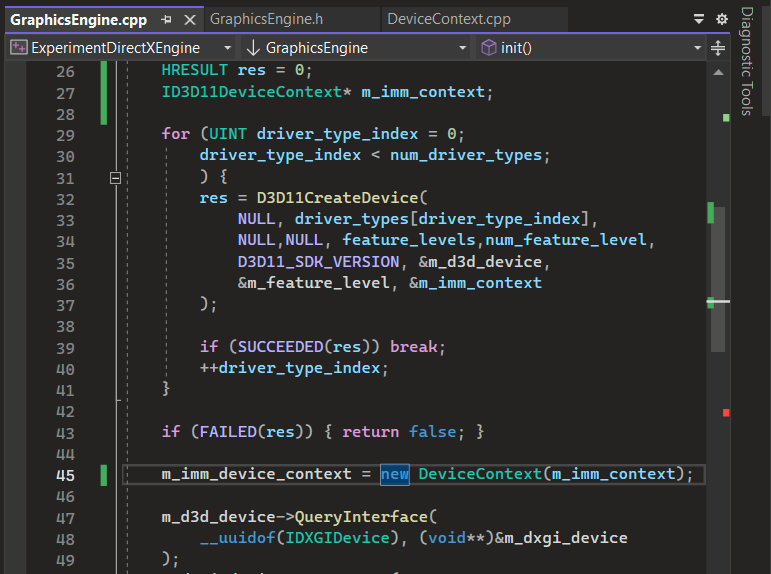 GraphicsEngine.cpp GraphicsEngine.h DeviceContext.cpp
ExperimentDirectXEngine GraphicsEngine init()
Diagnostic Tools
26 HRESULT res = 0;
27 ID3D11DeviceContext* m_imm_context;
28
29 for (UINT driver_type_index = 0;
30 driver_type_index < num_driver_types;
31 ) {
32 res = D3D11CreateDevice(
33 NULL, driver_types[driver_type_index],
34 NULL,NULL, feature_levels,num_feature_level,
35 D3D11_SDK_VERSION, &m_d3d_device,
36 &m_feature_level, &m_imm_context
37 );
38
39 if (SUCCEEDED(res)) break;
40 ++driver_type_index;
41 }
42
43 if (FAILED(res)) { return false; }
44
45 m_imm_device_context = new DeviceContext(m_imm_context);
46
47 m_d3d_device->QueryInterface(
48 __uuidof(IDXGIDevice), (void**)&m_dxgi_device
49 );